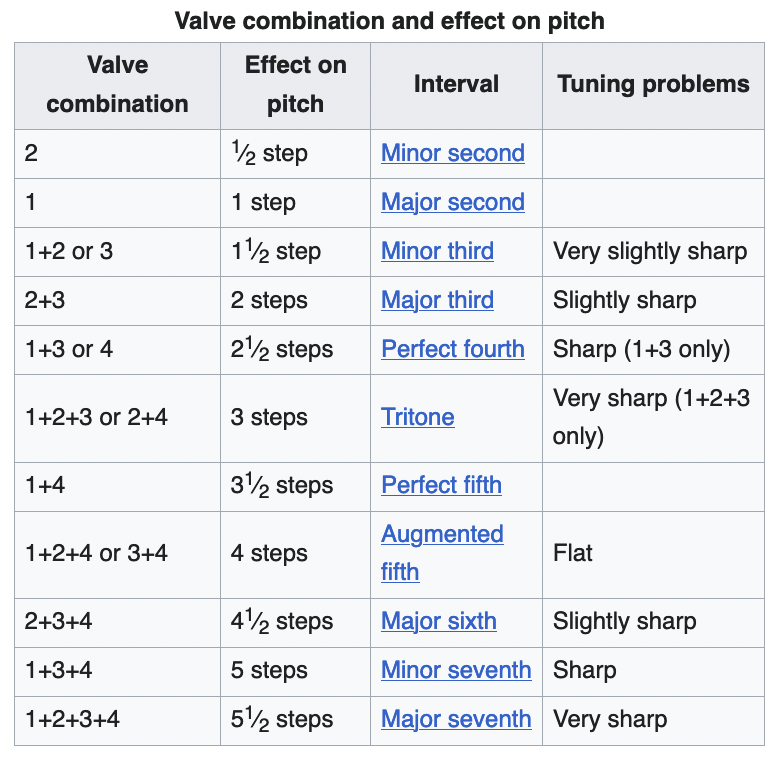 Valve combination and effect on pitch
Valve combination | Effect on pitch | Interval | Tuning problems
2 | 1⁄2 step | Minor second |
1 | 1 step | Major second |
1+2 or 3 | 1 1⁄2 step | Minor third | Very slightly sharp
2+3 | 2 steps | Major third | Slightly sharp
1+3 or 4 | 2 1⁄2 steps | Perfect fourth | Sharp (1+3 only)
1+2+3 or 2+4 | 3 steps | Tritone | Very sharp (1+2+3 only)
1+4 | 3 1⁄2 steps | Perfect fifth |
1+2+4 or 3+4 | 4 steps | Augmented fifth | Flat
2+3+4 | 4 1⁄2 steps | Major sixth | Slightly sharp
1+3+4 | 5 steps | Minor seventh | Sharp
1+2+3+4 | 5 1⁄2 steps | Major seventh | Very sharp